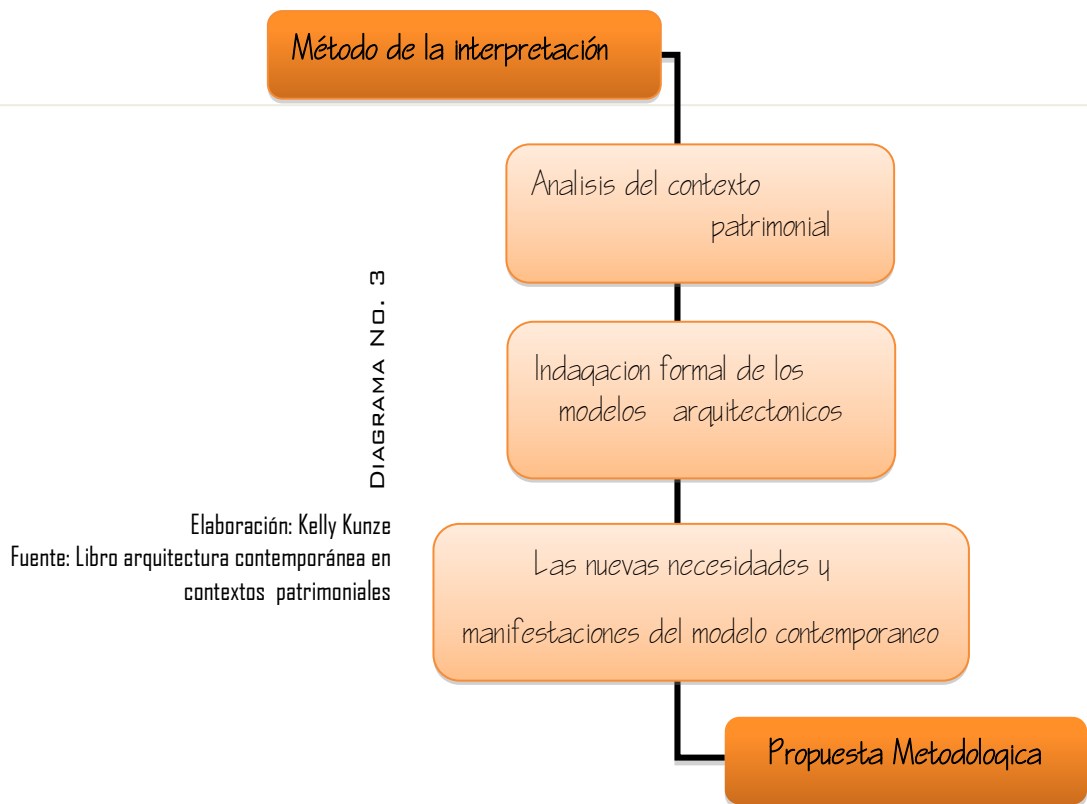 Método de la interpretación
Analisis del contexto
patrimonial
Indagacion formal de los
modelos arquitectonicos
Las nuevas necesidades y
manifestaciones del modelo contemporaneo
Propuesta Metodologica
Diagrama No. 3
Elaboración: Kelly Kunze
Fuente: Libro arquitectura contemporánea en
contextos patrimoniales